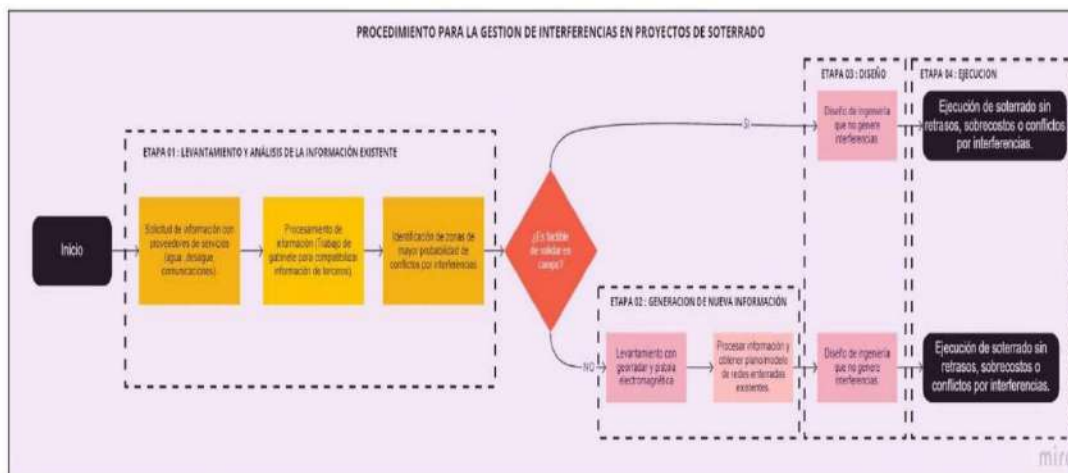 PROCEDIMIENTO PARA LA GESTION DE INTERFERENCIAS EN PROYECTOS DE SOTERRADO
ETAPA 01 : LEVANTAMIENTO Y ANÁLISIS DE LA INFORMACIÓN EXISTENTE
Inicio
Solicitud de información con
proveedores de servicios
(agua ,desague,
comunicaciones).
Procesamiento de
información (Trabajo de
gabinete para compatibilizar
información de terceros).
Identificación de zonas de
mayor probabilidad de
conflictos por interferencias
¿Es factible
de validar en
campo?
SI
NO
ETAPA 02 : GENERACION DE NUEVA INFORMACIÓN
Levantamiento con
georradar y pistola
electromagnética
Procesar información y
obtener plano/modelo
de redes enterradas
existentes.
ETAPA 03 : DISEÑO
Diseño de ingeniería
que no genere
interferencias.
Diseño de ingeniería
que no genere
interferencias.
ETAPA 04 : EJECUCION
Ejecución de soterrado sin
retrasos, sobrecostos o conflictos
por interferencias.
Ejecución de soterrado sin
retrasos, sobrecostos o
conflictos por interferencias.
miro